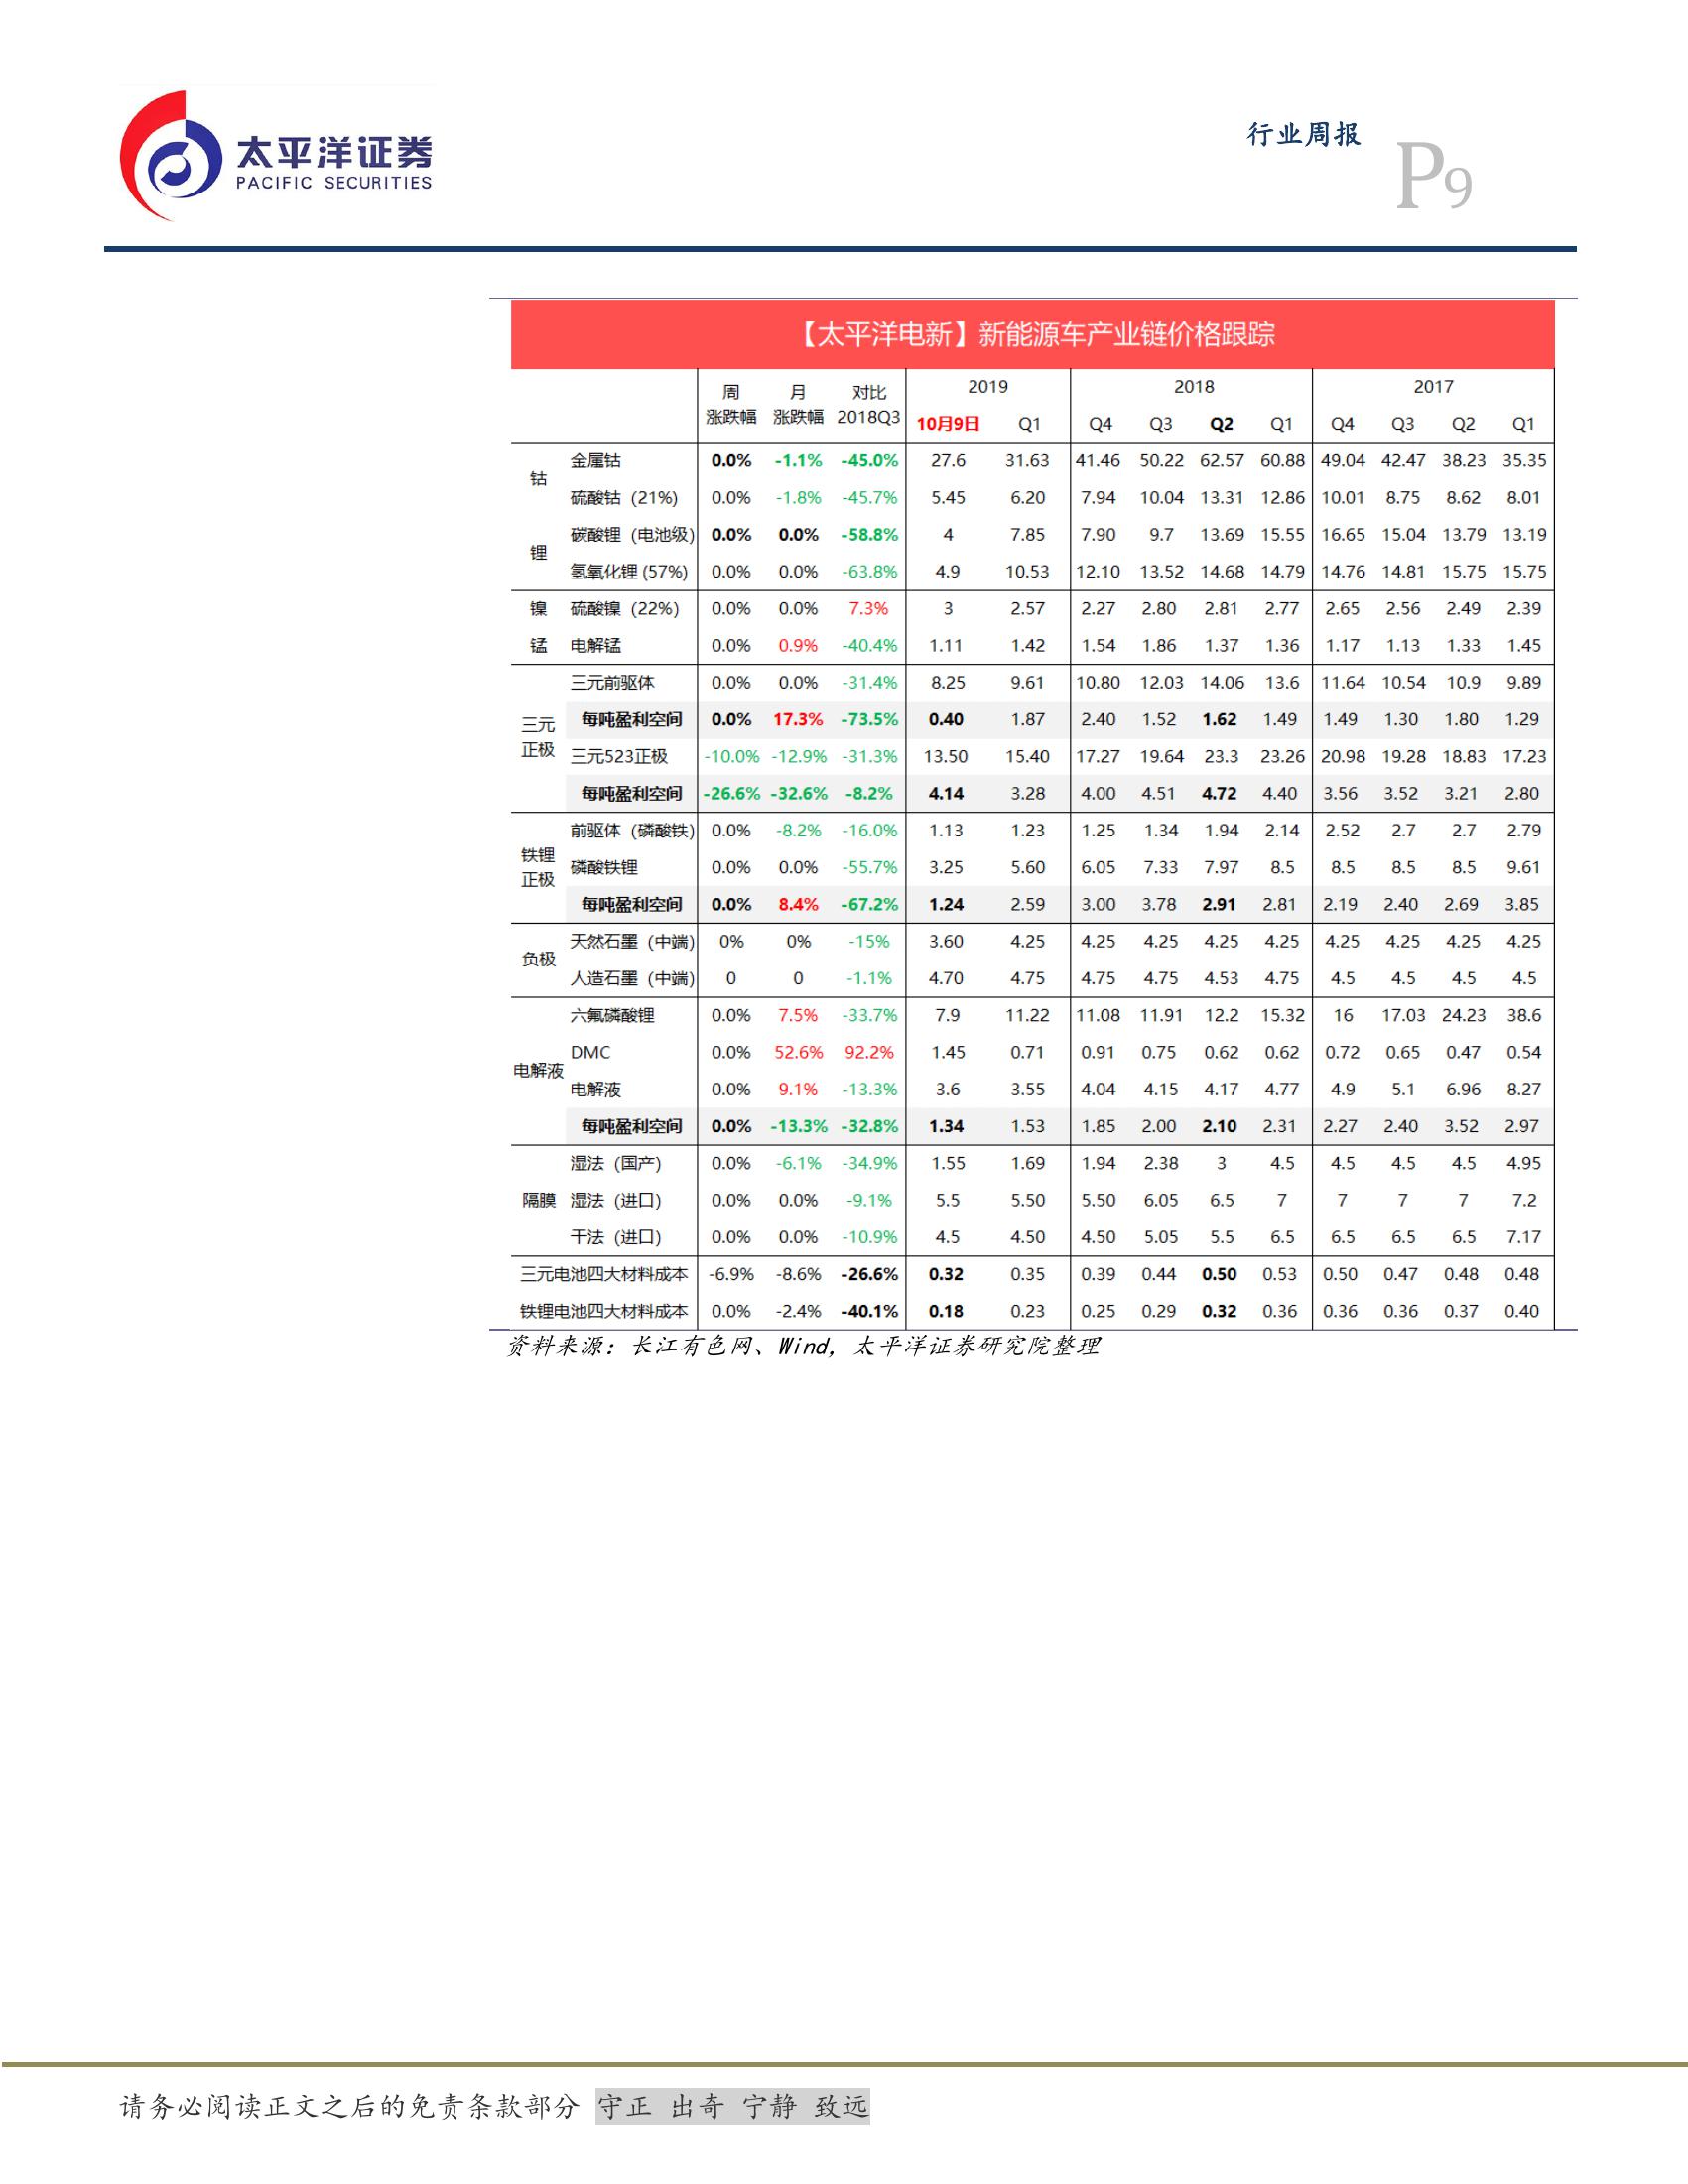 太平洋证券
PACIFIC SECURITIES
行业周报
P9
【太平洋电新】新能源车产业链价格跟踪
周涨跌幅 月涨跌幅 对比2018Q3 2019 2018 2017
10月9日 Q1 Q4 Q3 Q2 Q1 Q4 Q3 Q2 Q1
钴
金属钴 0.0% -1.1% -45.0% 27.6 31.63 41.46 50.22 62.57 60.88 49.04 42.47 38.23 35.35
硫酸钴（21%） 0.0% -1.8% -45.7% 5.45 6.20 7.94 10.04 13.31 12.86 10.01 8.75 8.62 8.01
锂
碳酸锂（电池级） 0.0% 0.0% -58.8% 4 7.85 7.90 9.7 13.69 15.55 16.65 15.04 13.79 13.19
氢氧化锂 (57%) 0.0% 0.0% -63.8% 4.9 10.53 12.10 13.52 14.68 14.79 14.76 14.81 15.75 15.75
镍 硫酸镍（22%） 0.0% 0.0% 7.3% 3 2.57 2.27 2.80 2.81 2.77 2.65 2.56 2.49 2.39
锰 电解锰 0.0% 0.9% -40.4% 1.11 1.42 1.54 1.86 1.37 1.36 1.17 1.13 1.33 1.45
三元正极
三元前驱体 0.0% 0.0% -31.4% 8.25 9.61 10.80 12.03 14.06 13.6 11.64 10.54 10.9 9.89
每吨盈利空间 0.0% 17.3% -73.5% 0.40 1.87 2.40 1.52 1.62 1.49 1.49 1.30 1.80 1.29
三元523正极 -10.0% -12.9% -31.3% 13.50 15.40 17.27 19.64 23.3 23.26 20.98 19.28 18.83 17.23
每吨盈利空间 -26.6% -32.6% -8.2% 4.14 3.28 4.00 4.51 4.72 4.40 3.56 3.52 3.21 2.80
铁锂正极
前驱体（磷酸铁） 0.0% -8.2% -16.0% 1.13 1.23 1.25 1.34 1.94 2.14 2.52 2.7 2.7 2.79
磷酸铁锂 0.0% 0.0% -55.7% 3.25 5.60 6.05 7.33 7.97 8.5 8.5 8.5 8.5 9.61
每吨盈利空间 0.0% 8.4% -67.2% 1.24 2.59 3.00 3.78 2.91 2.81 2.19 2.40 2.69 3.85
负极
天然石墨（中端） 0% 0% -15% 3.60 4.25 4.25 4.25 4.25 4.25 4.25 4.25 4.25 4.25
人造石墨（中端） 0 0 -1.1% 4.70 4.75 4.75 4.75 4.53 4.75 4.5 4.5 4.5 4.5
电解液
六氟磷酸锂 0.0% 7.5% -33.7% 7.9 11.22 11.08 11.91 12.2 15.32 16 17.03 24.23 38.6
DMC 0.0% 52.6% 92.2% 1.45 0.71 0.91 0.75 0.62 0.62 0.72 0.65 0.47 0.54
电解液 0.0% 9.1% -13.3% 3.6 3.55 4.04 4.15 4.17 4.77 4.9 5.1 6.96 8.27
每吨盈利空间 0.0% -13.3% -32.8% 1.34 1.53 1.85 2.00 2.10 2.31 2.27 2.40 3.52 2.97
隔膜
湿法（国产） 0.0% -6.1% -34.9% 1.55 1.69 1.94 2.38 3 4.5 4.5 4.5 4.5 4.95
湿法（进口） 0.0% 0.0% -9.1% 5.5 5.50 5.50 6.05 6.5 7 7 7 7 7.2
干法（进口） 0.0% 0.0% -10.9% 4.5 4.50 4.50 5.05 5.5 6.5 6.5 6.5 6.5 7.17
三元电池四大材料成本 -6.9% -8.6% -26.6% 0.32 0.35 0.39 0.44 0.50 0.53 0.50 0.47 0.48 0.48
铁锂电池四大材料成本 0.0% -2.4% -40.1% 0.18 0.23 0.25 0.29 0.32 0.36 0.36 0.36 0.37 0.40
资料来源：长江有色网、Wind，太平洋证券研究院整理
请务必阅读正文之后的免责条款部分 守正 出奇 宁静 致远